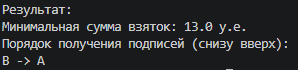 Результат:
Минимальная сумма взяток: 13.0 у.е.
Порядок получения подписей (снизу вверх):
B -> A